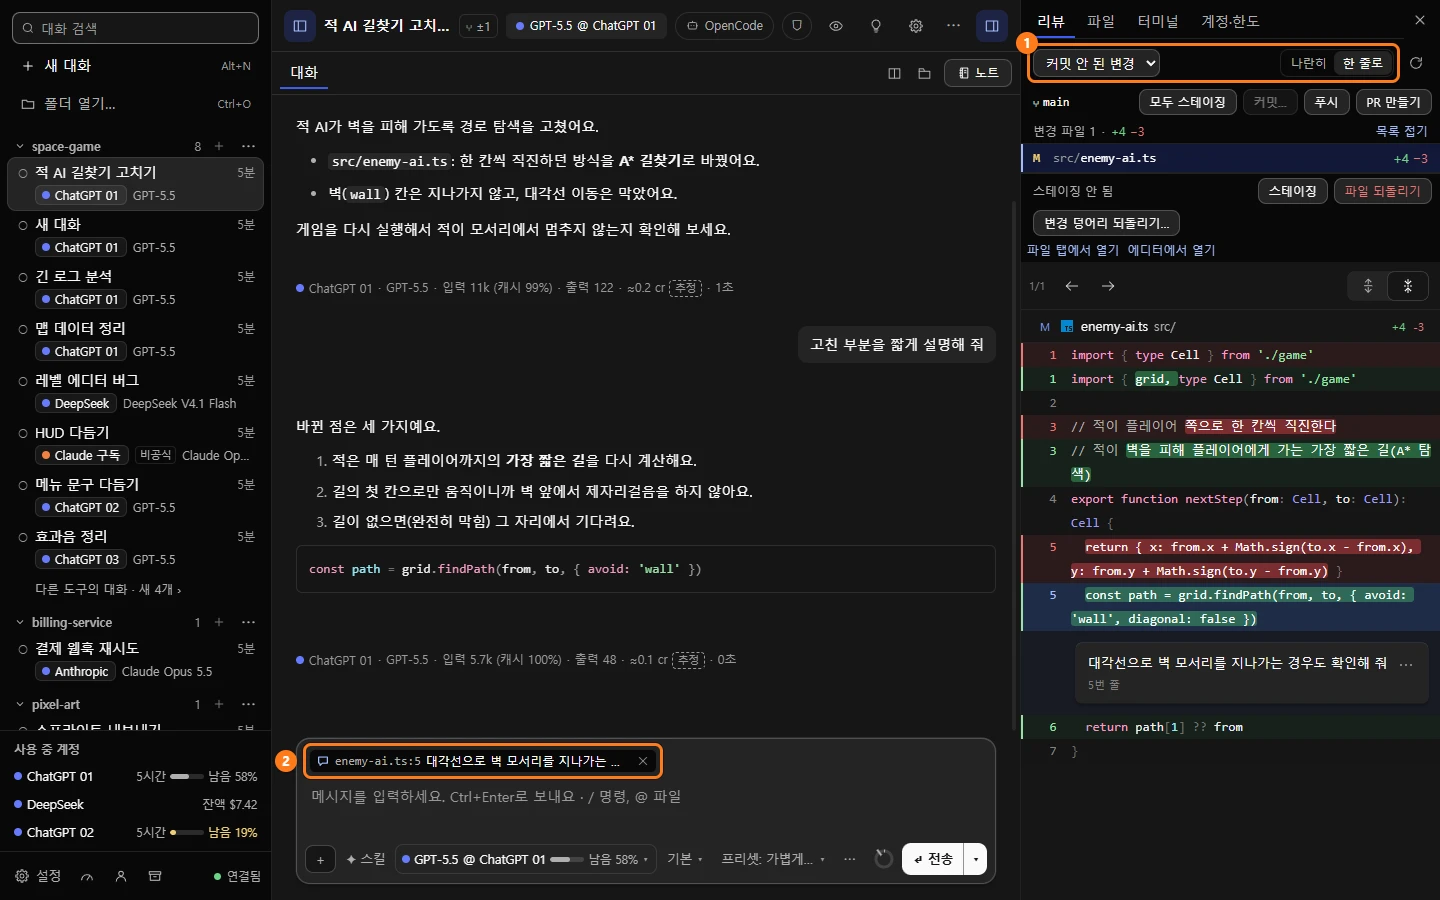 대화 검색
새 대화 Alt+N
폴더 열기... Ctrl+O
space-game 8
적 AI 길찾기 고치기 5분
ChatGPT 01 GPT-5.5
새 대화 5분
ChatGPT 01 GPT-5.5
긴 로그 분석 5분
ChatGPT 01 GPT-5.5
맵 데이터 정리 5분
ChatGPT 01 GPT-5.5
레벨 에디터 버그 5분
DeepSeek DeepSeek V4.1 Flash
HUD 다듬기 5분
Claude 구독 비공식 Claude Op...
메뉴 문구 다듬기 5분
ChatGPT 02 GPT-5.5
효과음 정리 5분
ChatGPT 03 GPT-5.5
다른 도구의 대화 · 새 4개 ›
billing-service 1
결제 웹훅 재시도 5분
Anthropic Claude Opus 5.5
pixel-art 1
사용 중 계정
ChatGPT 01 5시간 남음 58%
DeepSeek 잔액 $7.42
ChatGPT 02 5시간 남음 19%
설정 연결됨
적 AI 길찾기 고치... ±1 GPT-5.5 @ ChatGPT 01 OpenCode
대화 노트
적 AI가 벽을 피해 가도록 경로 탐색을 고쳤어요.
• src/enemy-ai.ts: 한 칸씩 직진하던 방식을 A* 길찾기로 바꿨어요.
• 벽(wall) 칸은 지나가지 않고, 대각선 이동은 막았어요.
게임을 다시 실행해서 적이 모서리에서 멈추지 않는지 확인해 보세요.
ChatGPT 01 · GPT-5.5 · 입력 11k (캐시 99%) · 출력 122 · ≈0.2 cr 추정 · 1초
고친 부분을 짧게 설명해 줘
바뀐 점은 세 가지예요.
1. 적은 매 턴 플레이어까지의 가장 짧은 길을 다시 계산해요.
2. 길의 첫 칸으로만 움직이니까 벽 앞에서 제자리걸음을 하지 않아요.
3. 길이 없으면(완전히 막힘) 그 자리에서 기다려요.
const path = grid.findPath(from, to, { avoid: 'wall' })
ChatGPT 01 · GPT-5.5 · 입력 5.7k (캐시 100%) · 출력 48 · ≈0.1 cr 추정 · 0초
2
enemy-ai.ts:5 대각선으로 벽 모서리를 지나가는 ...
메시지를 입력하세요. Ctrl+Enter로 보내요 · / 명령, @ 파일
+ 스킬 GPT-5.5 @ ChatGPT 01 남음 58% 기본 프리셋: 가볍게... ··· 전송
리뷰 파일 터미널 계정·한도
1
커밋 안 된 변경 나란히 한 줄로
main 모두 스테이징 커밋... 푸시 PR 만들기
변경 파일 1 · +4 −3 목록 접기
M src/enemy-ai.ts +4 −3
스테이징 안 됨 스테이징 파일 되돌리기
변경 덩어리 되돌리기...
파일 탭에서 열기 에디터에서 열기
1/1 ← →
M TS enemy-ai.ts src/ +4 -3
1 import { type Cell } from './game'
1 import { grid, type Cell } from './game'
2
3 // 적이 플레이어 쪽으로 한 칸씩 직진한다
3 // 적이 벽을 피해 플레이어에게 가는 가장 짧은 길(A* 탐
색)
4 export function nextStep(from: Cell, to: Cell):
Cell {
5 return { x: from.x + Math.sign(to.x - from.x),
y: from.y + Math.sign(to.y - from.y) }
5 const path = grid.findPath(from, to, { avoid:
'wall', diagonal: false })
대각선으로 벽 모서리를 지나가는 경우도 확인해 줘 ···
5번 줄
6 return path[1] ?? from
7 }